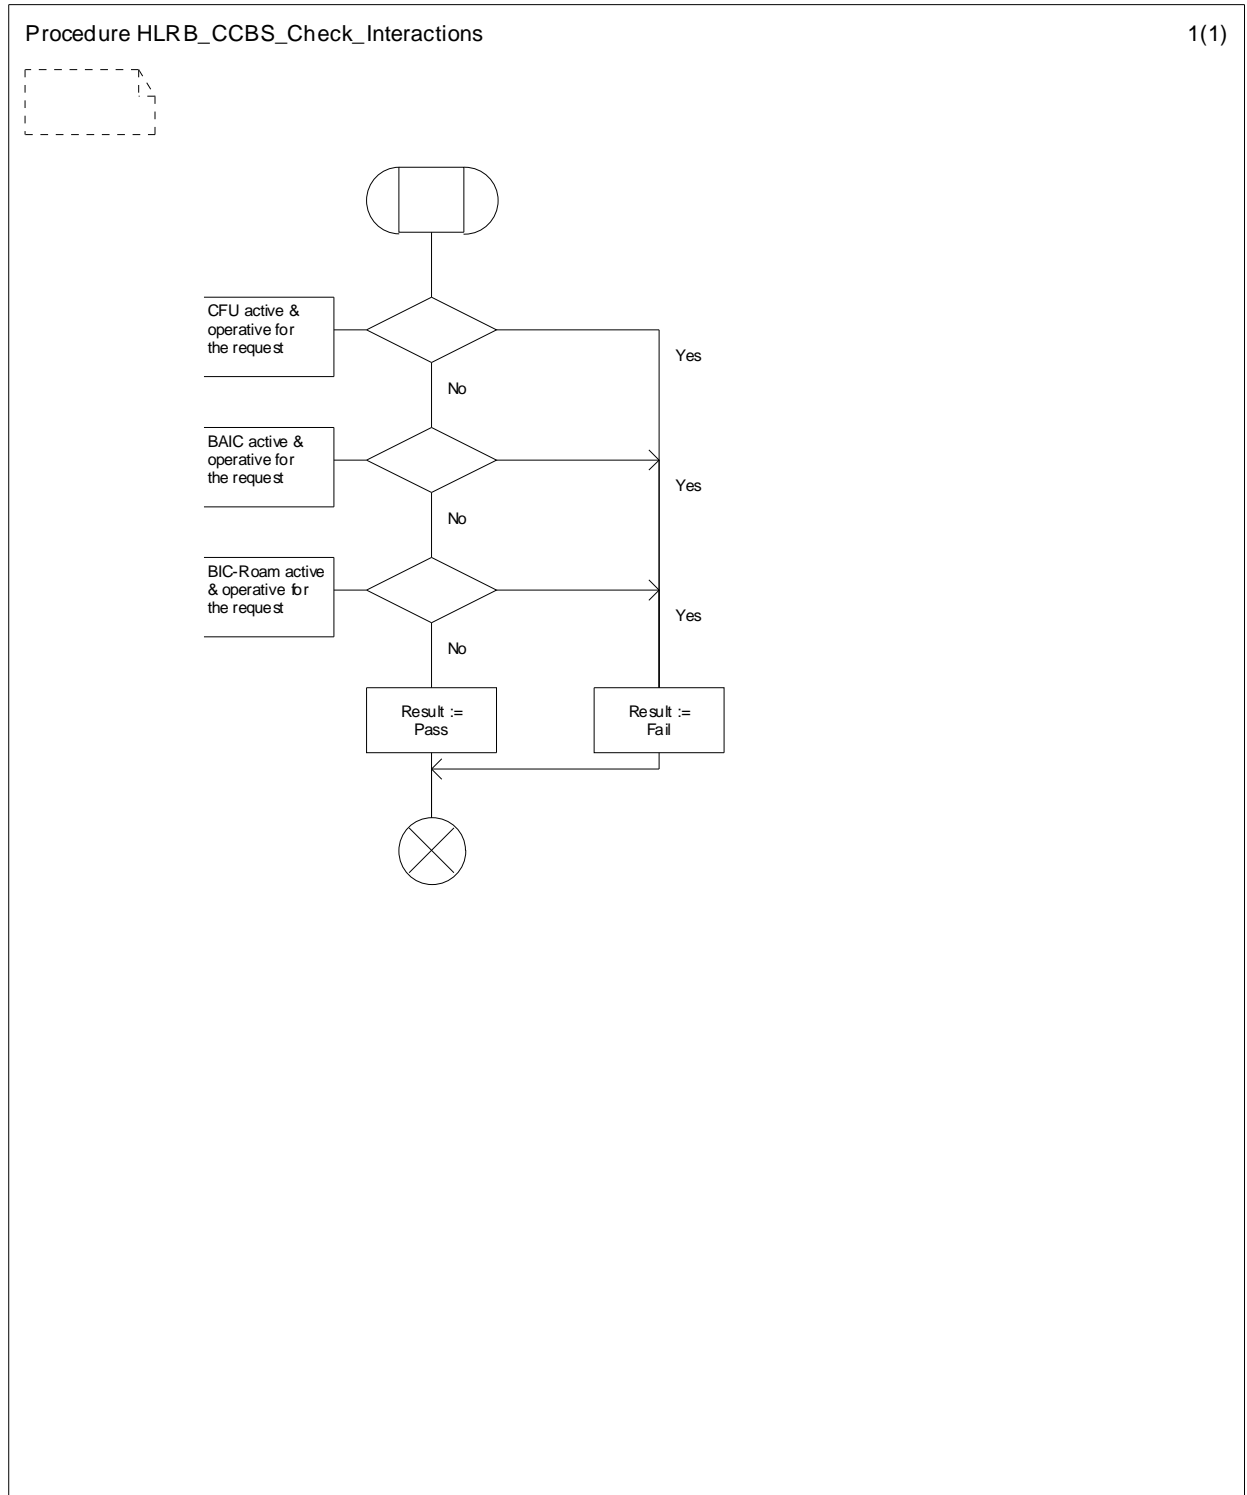 Procedure HLRB_CCBS_Check_Interactions
1(1)
CFU active &
operative for
the request
Yes
No
BAIC active &
operative for
the request
Yes
No
BIC-Roam active
& operative for
the request
Yes
No
Result :=
Pass
Result :=
Fail